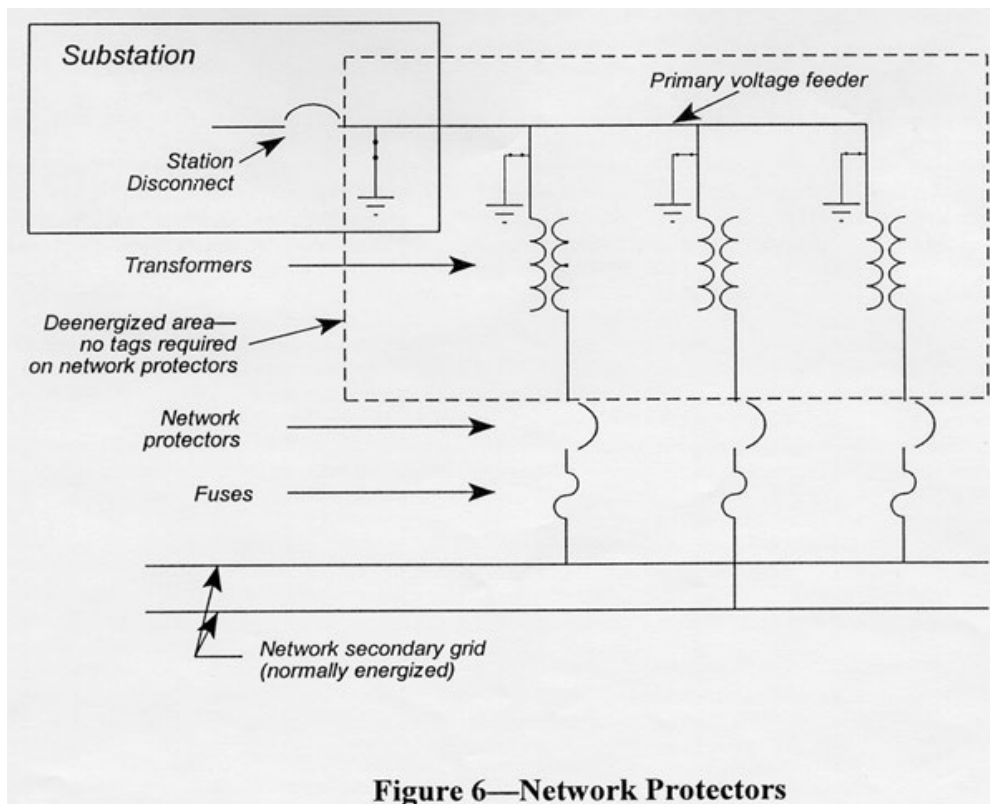 Substation
Primary voltage feeder
Station
Disconnect
Transformers
Deenergized area—
no tags required
on network protectors
Network
protectors
Fuses
Network secondary grid
(normally energized)
Figure 6—Network Protectors